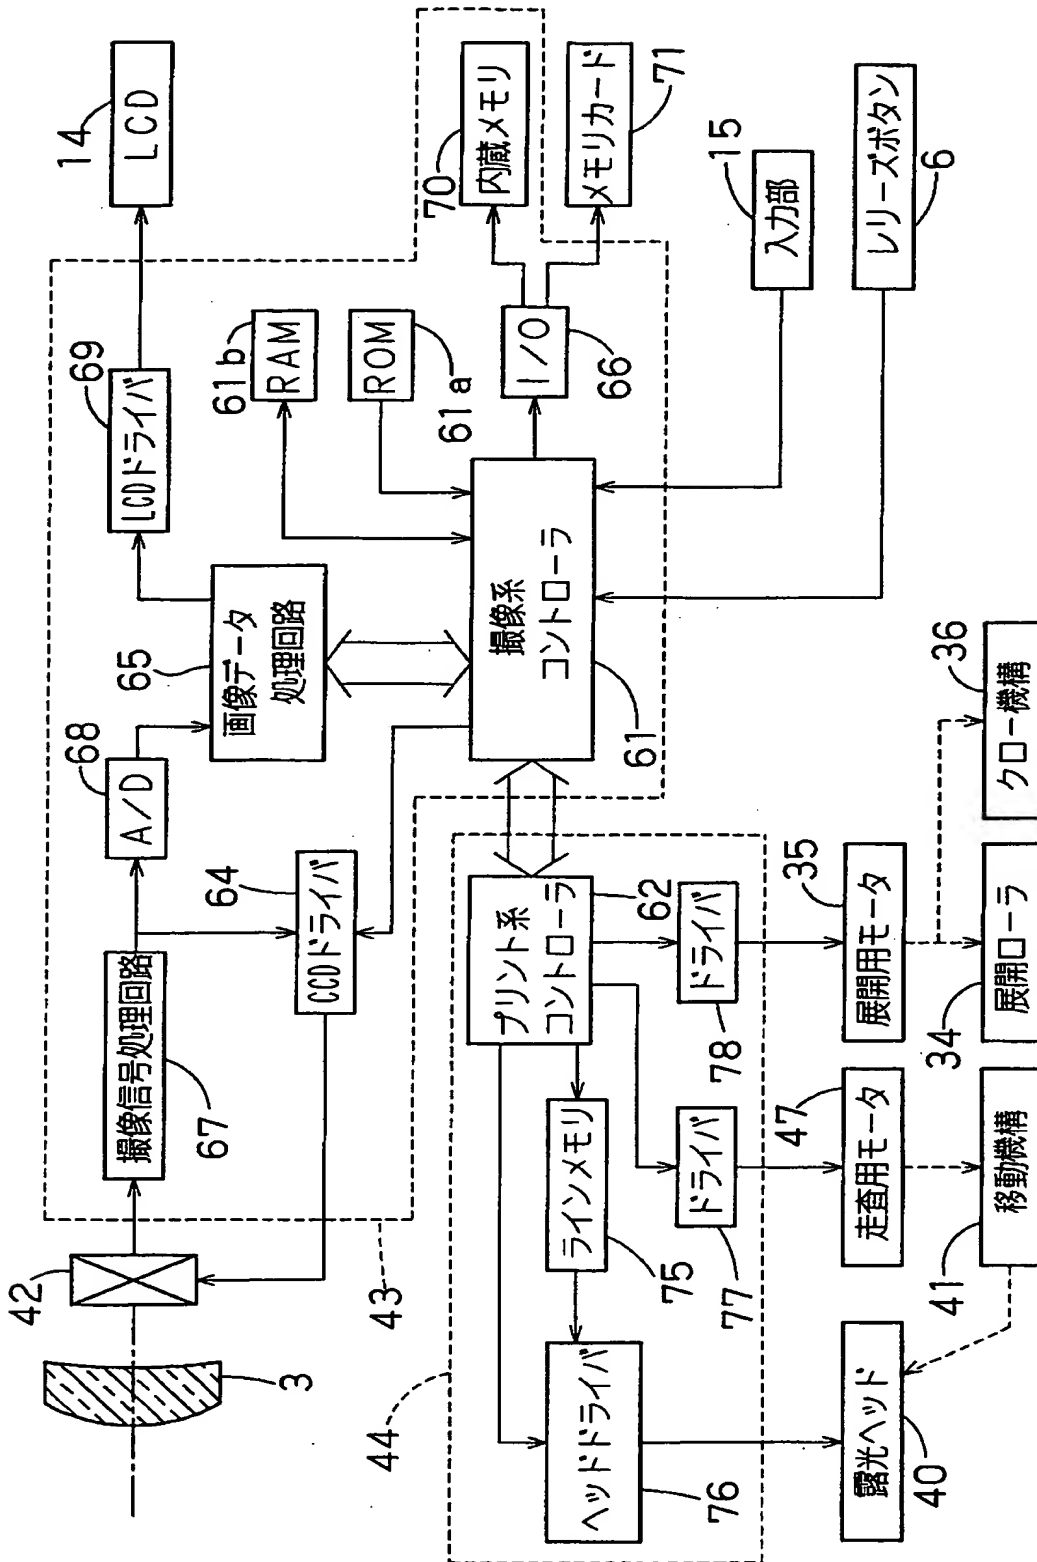 3
42
43
撮像信号処理回路
67
A/D
68
CCDドライバ
64
画像データ
処理回路
65
LCDドライバ
69
LCD
14
RAM
61b
ROM
61a
撮像系
コントローラ
61
I/O
66
内蔵メモリ
70
メモリカード
71
入力部
15
レリーズボタン
6
44
プリント系
コントローラ
62
ラインメモリ
75
ヘッドドライバ
76
ドライバ
77
ドライバ
78
展開用モータ
35
走査用モータ
47
露光ヘッド
40
移動機構
41
展開ローラ
34
クロー機構
36